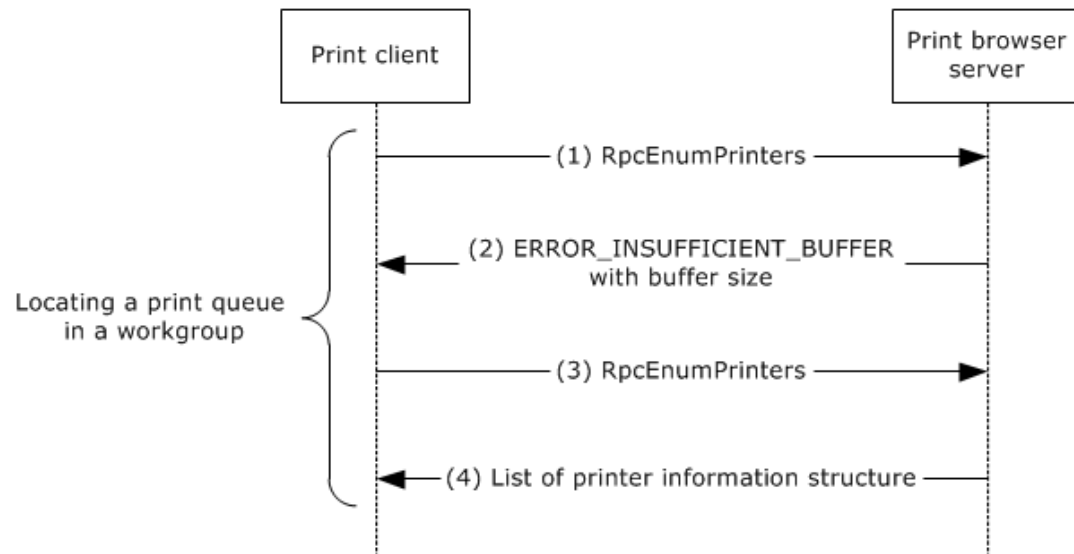 Print client
Print browser
server
(1) RpcEnumPrinters
(2) ERROR_INSUFFICIENT_BUFFER
with buffer size
Locating a print queue
in a workgroup
(3) RpcEnumPrinters
(4) List of printer information structure